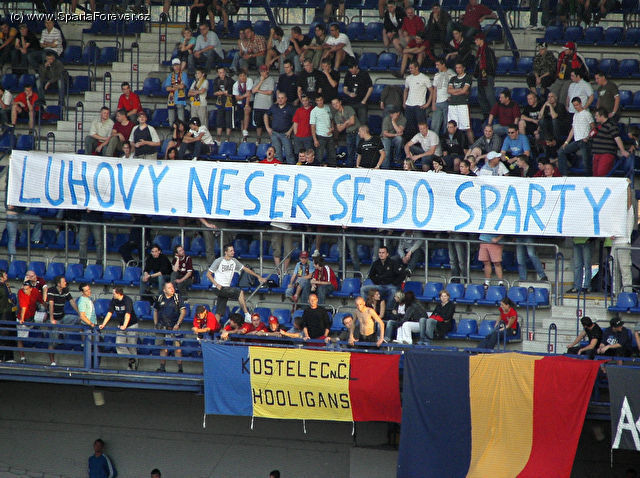 (c) www.SpartaForever.cz
LUHOVY. NESER SE DO SPARTY
KOSTELEC N.C.
HOOLIGANS